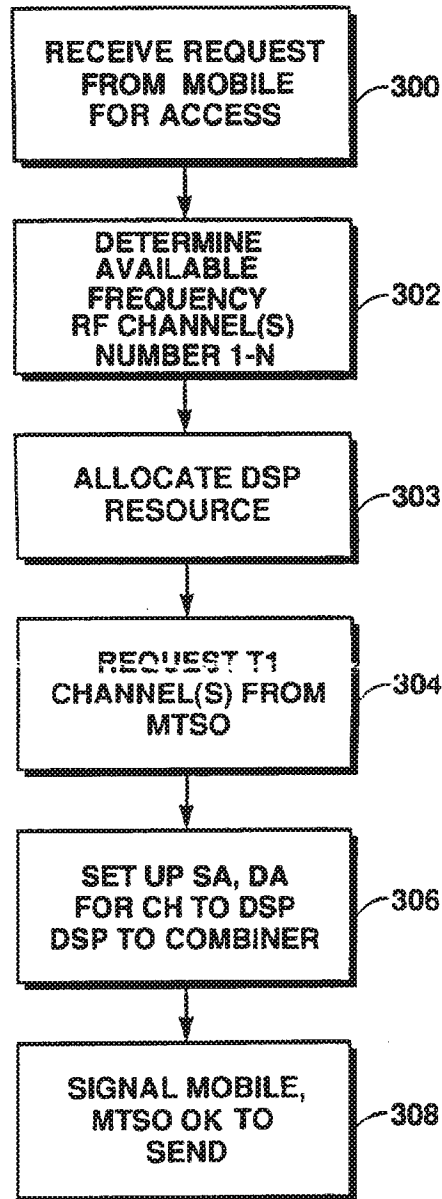 RECEIVE REQUEST
FROM MOBILE
FOR ACCESS
300
DETERMINE
AVAILABLE
FREQUENCY
RF CHANNEL(S)
NUMBER 1-N
302
ALLOCATE DSP
RESOURCE
303
REQUEST T1
CHANNEL(S) FROM
MTSO
304
SET UP SA, DA
FOR CH TO DSP
DSP TO COMBINER
306
SIGNAL MOBILE,
MTSO OK TO
SEND
308